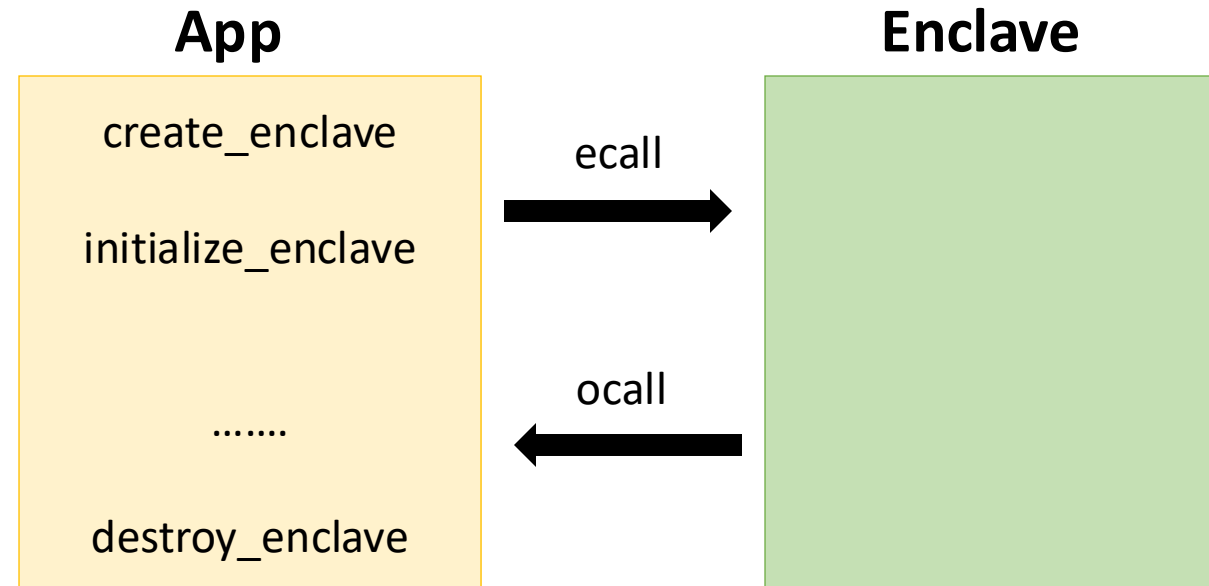 App
Enclave
create_enclave
ecall
initialize_enclave
ocall
.......
destroy_enclave